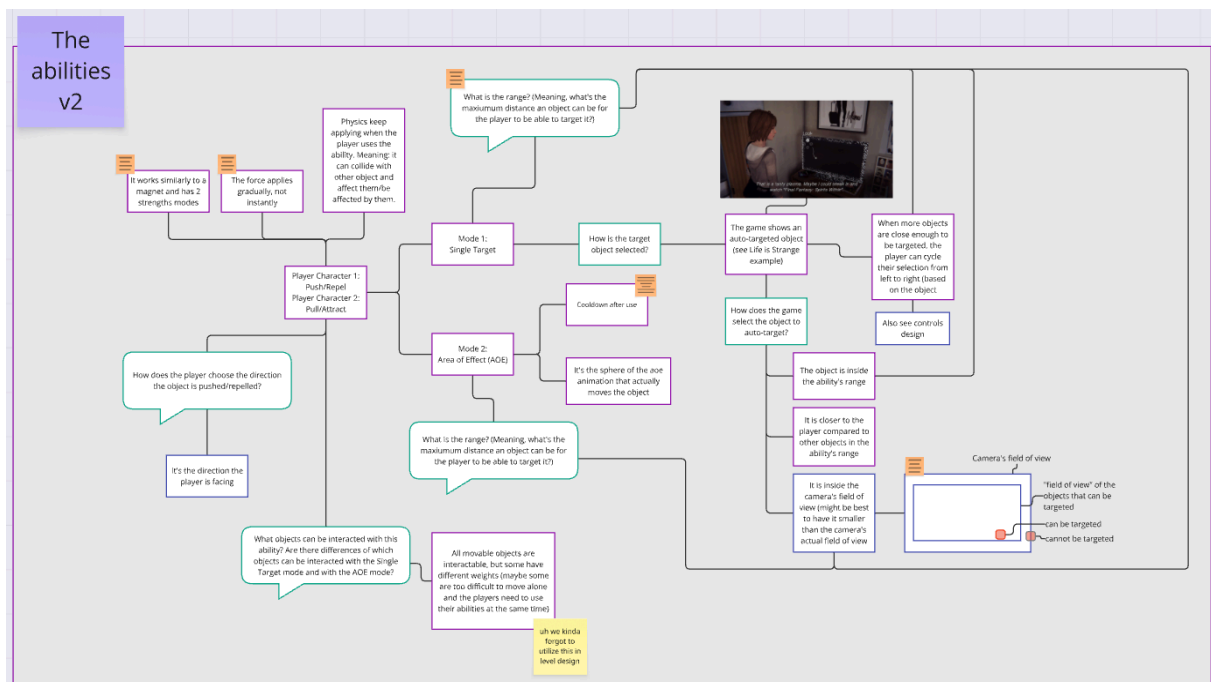 The
abilities
v2
What is the range? (Meaning, what's the
maxiumum distance an object can be for
the player to be able to target it?)
Physics keep
applying when the
player uses the
ability. Meaning: it
can collide with
other object and
affect them/be
affected by them.
It works similarly to a
magnet and has 2
strengths modes
The force applies
gradually, not
instantly
Mode 1:
Single Target
How is the target
object selected?
The game shows an
auto-targeted object
(see Life is Strange
example)
When more objects
are close enough to
be targeted, the
player can cycle
their selection from
left to right (based
on the object
Player Character 1:
Push/Repel
Player Character 2:
Pull/Attract
Cooldown after use
How does the game
select the object to
auto-target?
Also see controls
design
Mode 2:
Area of Effect (AOE)
It's the sphere of the aoe
animation that actually
moves the object
How does the player choose the direction
the object is pushed/repelled?
The object is inside
the ability's range
It is closer to the
player compared to
other objects in the
ability's range
What is the range? (Meaning, what's the
maxiumum distance an object can be for
the player to be able to target it?)
It's the direction the
player is facing
It is inside the
camera's field of
view (might be best
to have it smaller
than the camera's
actual field of view
Camera's field of view
"field of view" of the
objects that can be
targeted
can be targeted
cannot be targeted
What objects can be interacted with this
ability? Are there differences of which
objects can be interacted with the Single
Target mode and with the AOE mode?
All movable objects are
interactable, but some have
different weights (maybe some
are too difficult to move alone
and the players need to use
their abilities at the same time)
uh we kinda
forgot to
utilize this in
level design